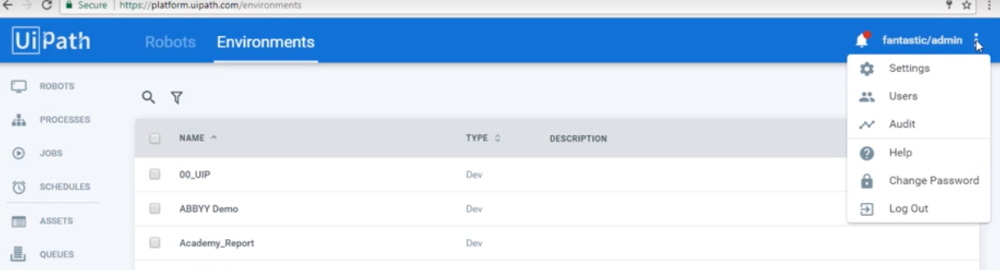 Secure | https://platform.uipath.com/environments
UiPath Robots Environments fantastic/admin
Settings
Users
Audit
Help
Change Password
Log Out
ROBOTS
PROCESSES
JOBS
SCHEDULES
ASSETS
QUEUES
NAME TYPE DESCRIPTION
00_UIP Dev
ABBYY Demo Dev
Academy_Report Dev